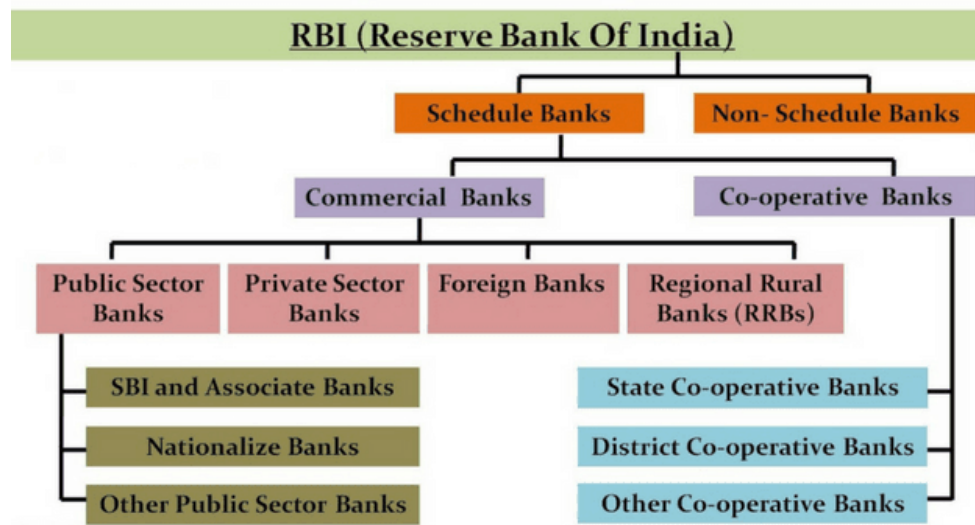 RBI (Reserve Bank Of India)
Schedule Banks
Non- Schedule Banks
Commercial Banks
Co-operative Banks
Public Sector
Banks
Private Sector
Banks
Foreign Banks
Regional Rural
Banks (RRBs)
SBI and Associate Banks
Nationalize Banks
Other Public Sector Banks
State Co-operative Banks
District Co-operative Banks
Other Co-operative Banks